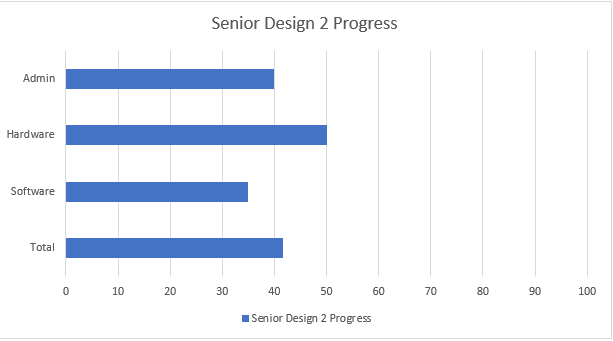 Senior Design 2 Progress
Admin
Hardware
Software
Total
0 10 20 30 40 50 60 70 80 90 100
Senior Design 2 Progress